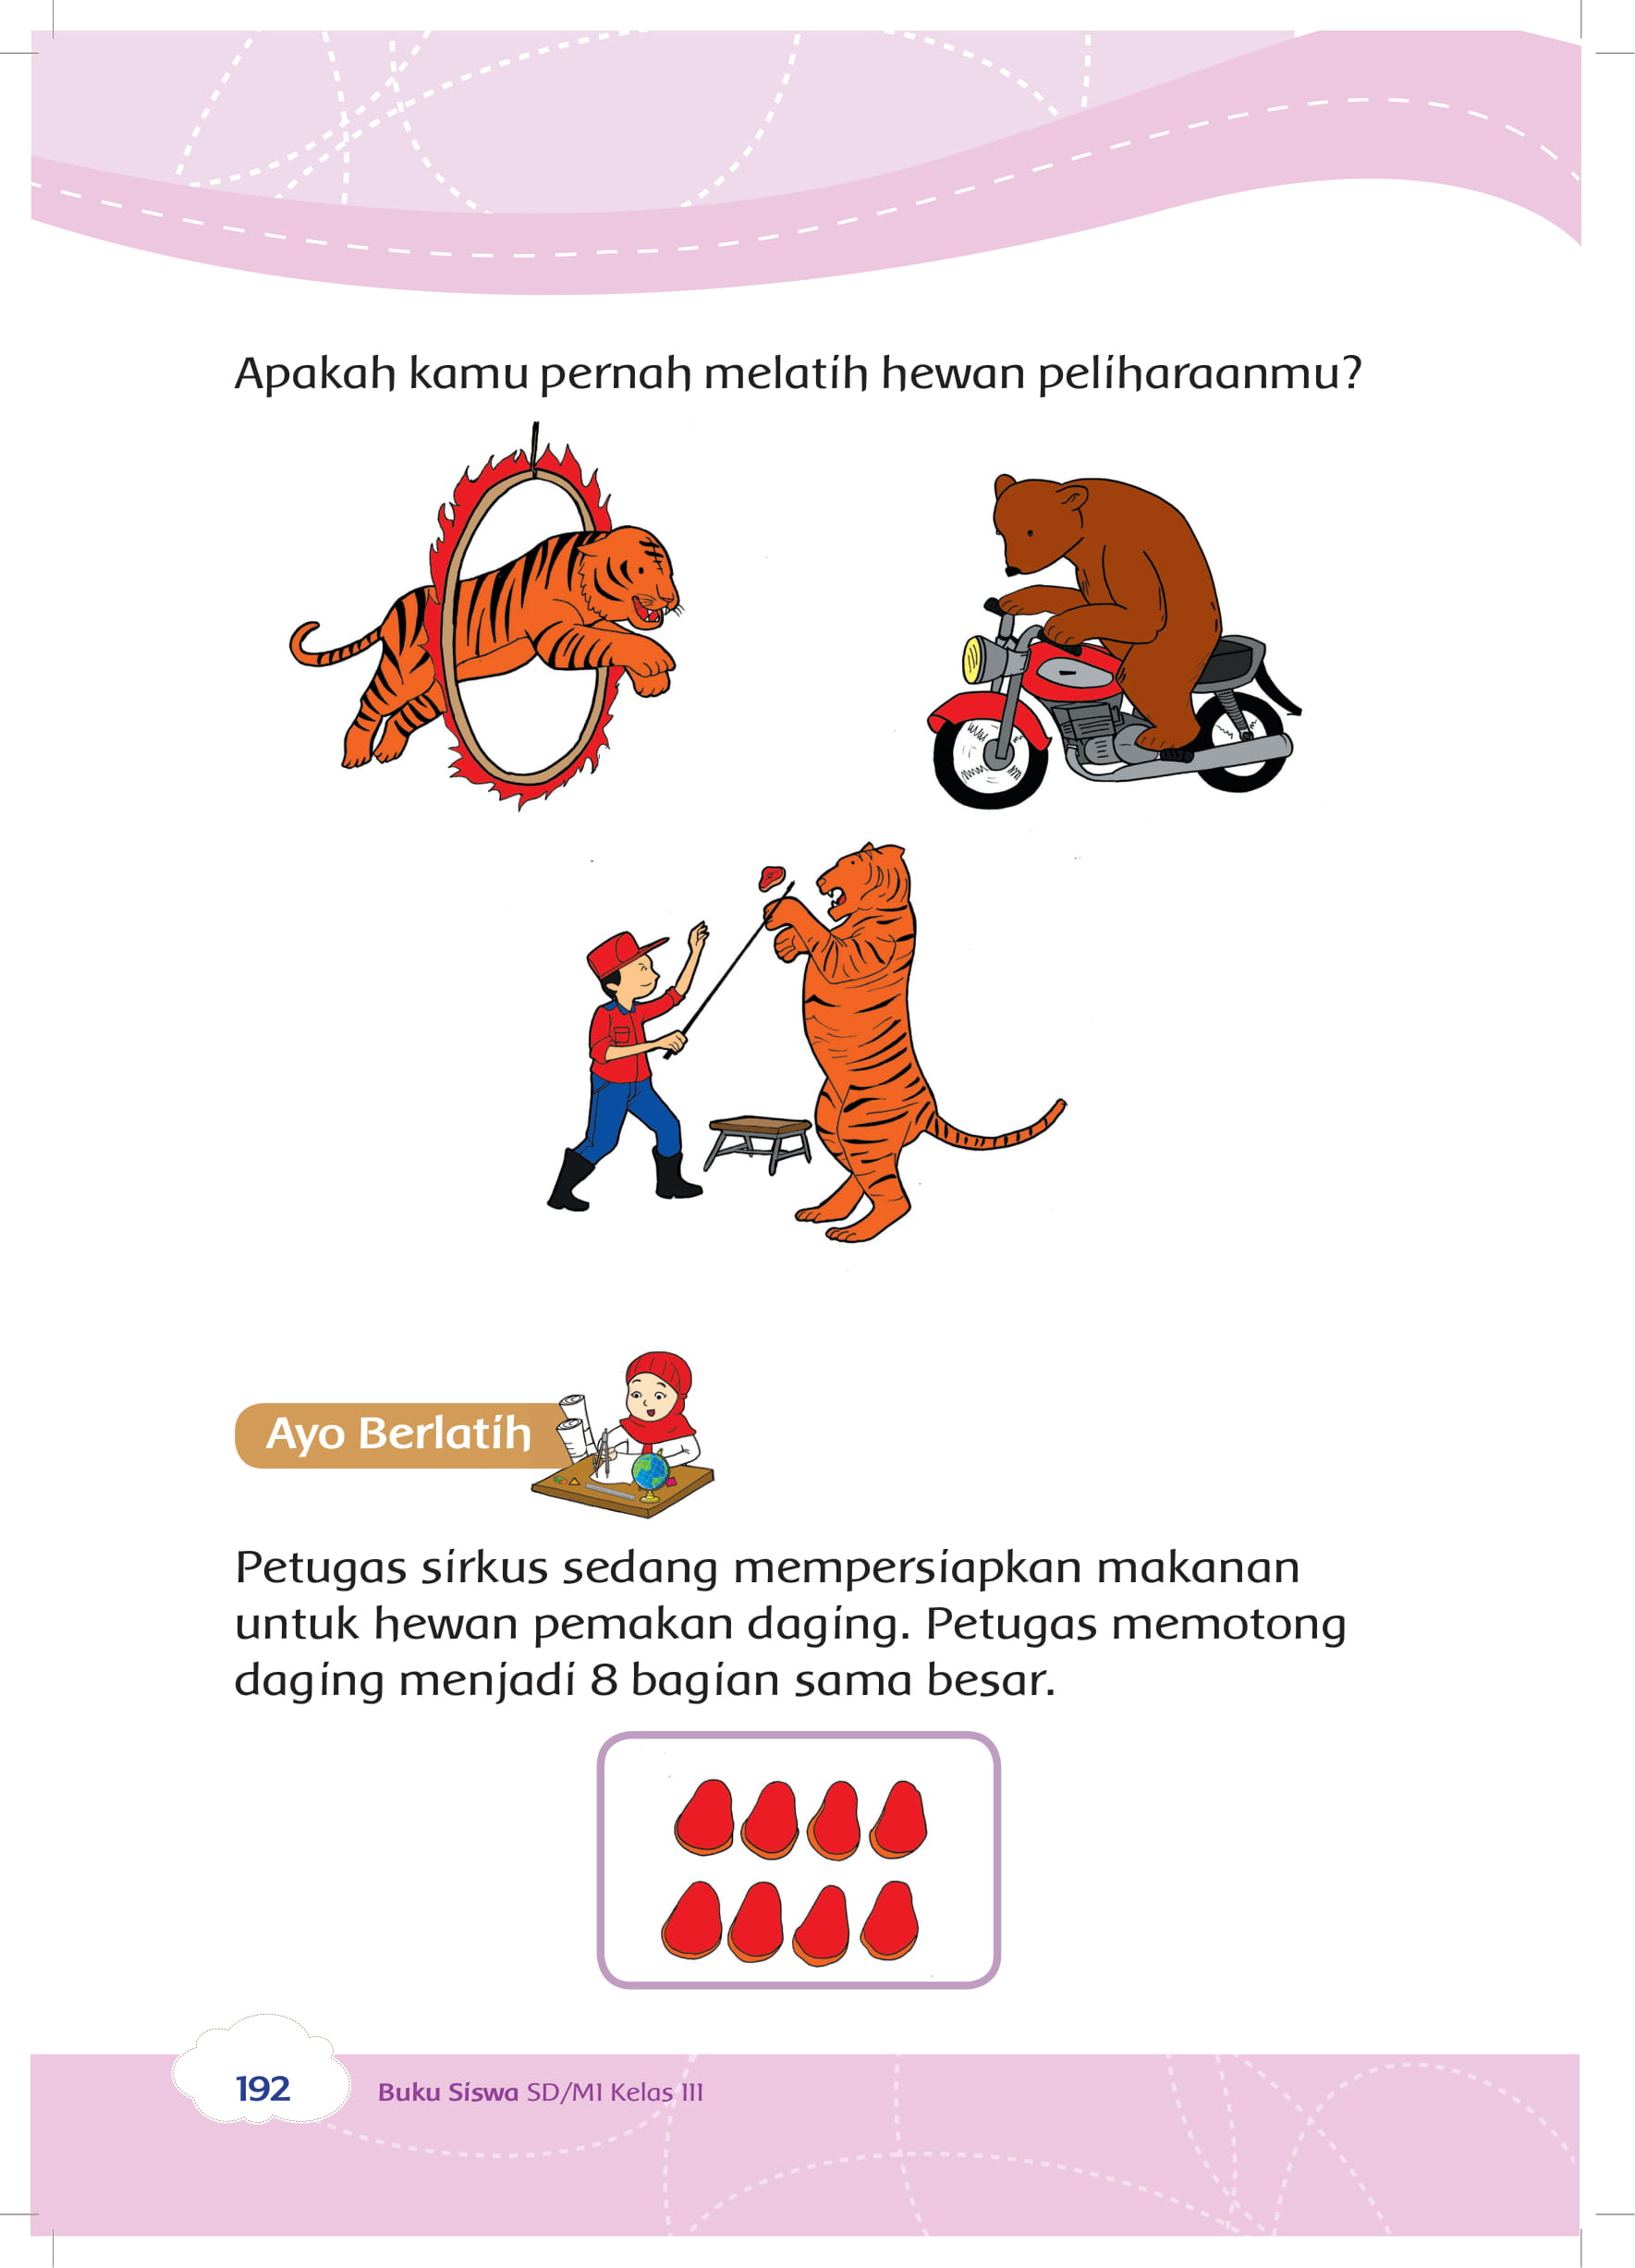 Apakah kamu pernah melatih hewan peliharaanmu?
Ayo Berlatih
Petugas sirkus sedang mempersiapkan makanan
untuk hewan pemakan daging. Petugas memotong
daging menjadi 8 bagian sama besar.
192
Buku Siswa SD/MI Kelas III